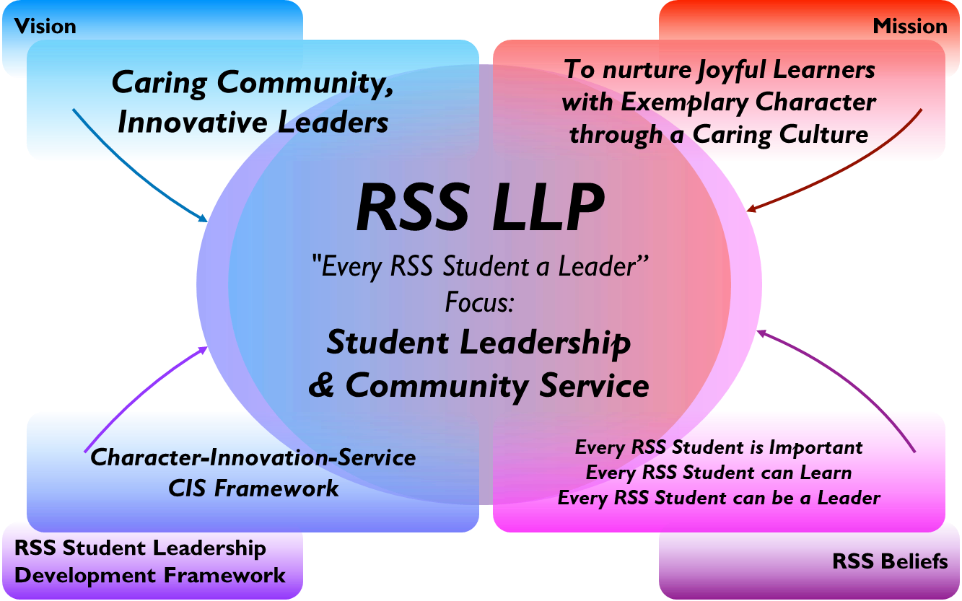 Vision
Mission
Caring Community,
Innovative Leaders
To nurture Joyful Learners
with Exemplary Character
through a Caring Culture
RSS LLP
"Every RSS Student a Leader”
Focus:
Student Leadership
& Community Service
Character-Innovation-Service
CIS Framework
Every RSS Student is Important
Every RSS Student can Learn
Every RSS Student can be a Leader
RSS Student Leadership
Development Framework
RSS Beliefs